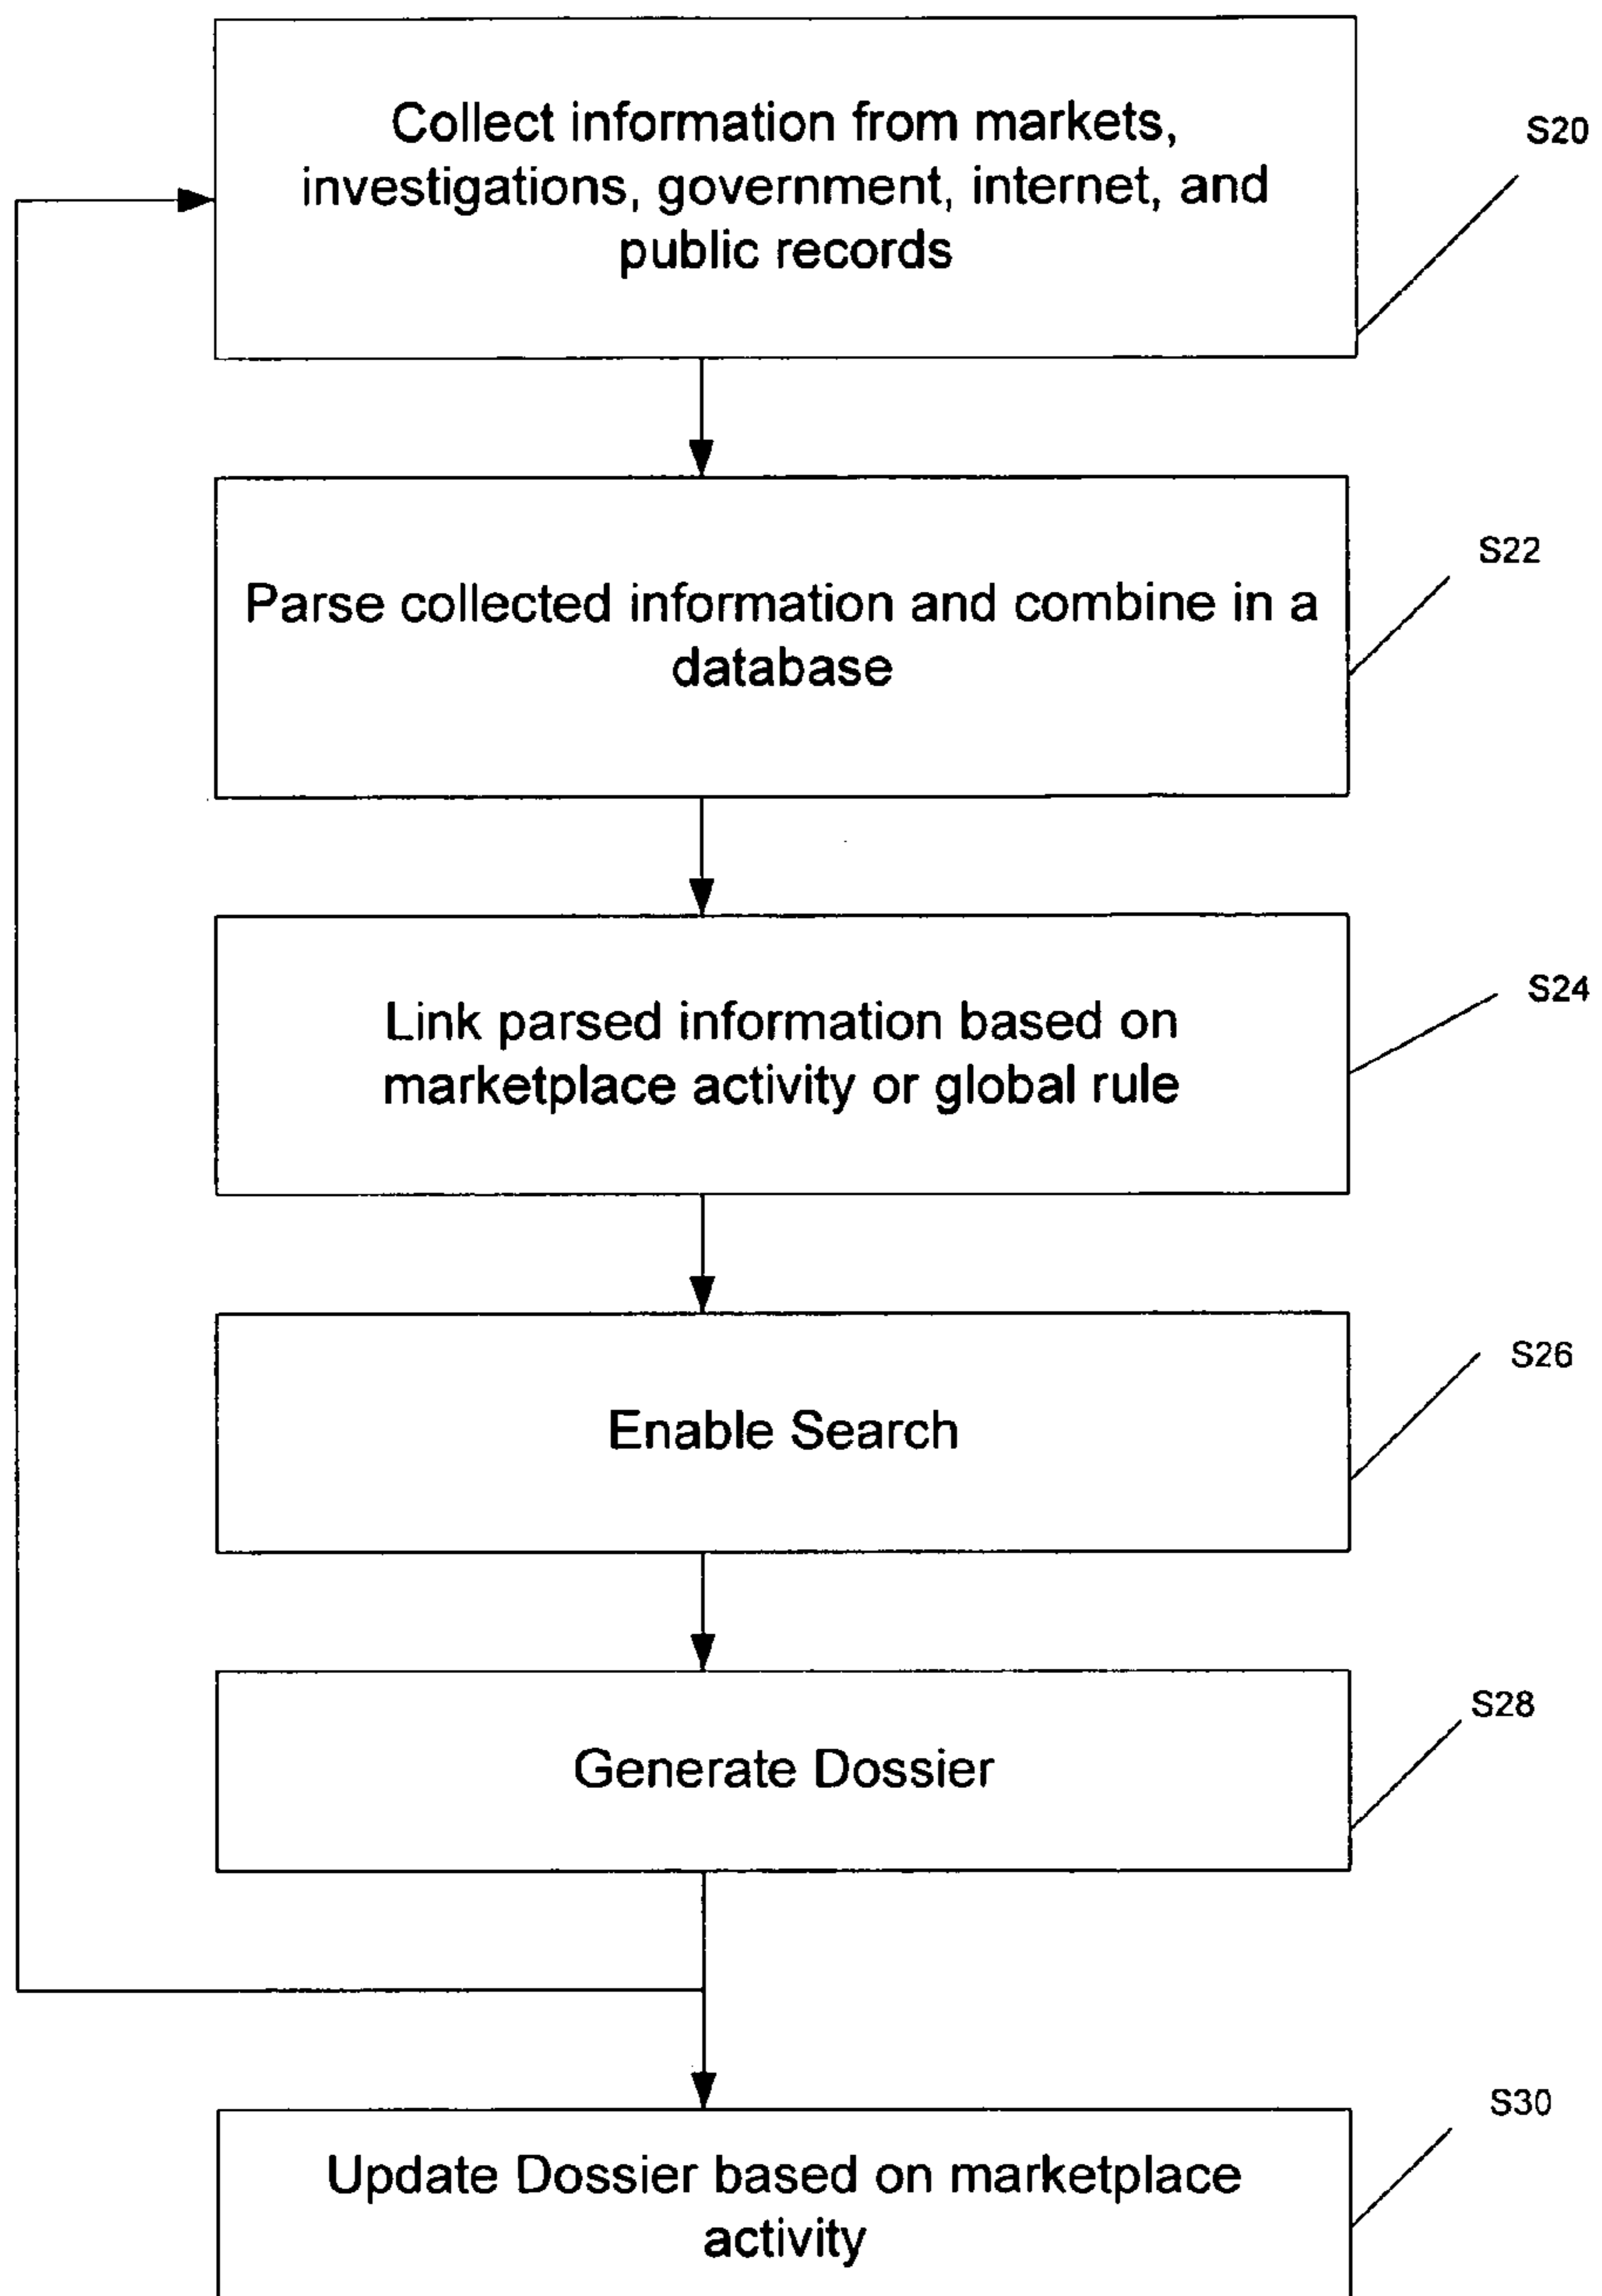 Collect information from markets,
investigations, government, internet, and
public records
S20
Parse collected information and combine in a
database
S22
Link parsed information based on
marketplace activity or global rule
S24
Enable Search
S26
Generate Dossier
S28
Update Dossier based on marketplace
activity
S30